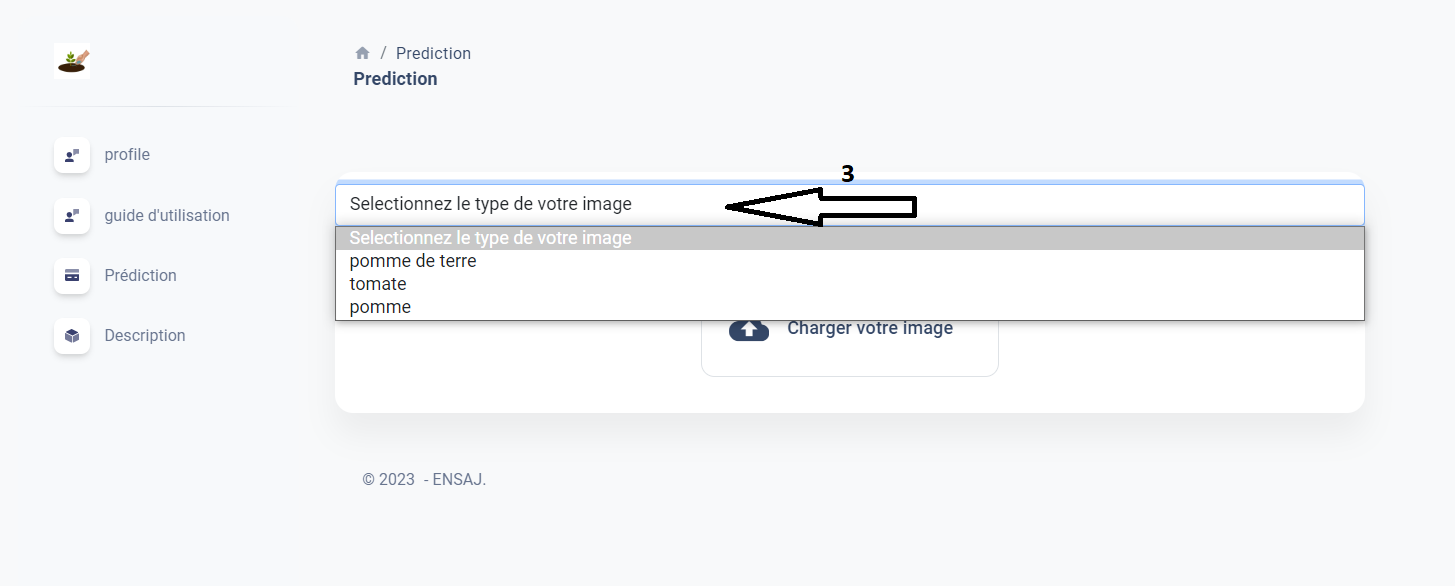 / Prediction
Prediction
profile
guide d'utilisation
Prédiction
Description
3
Selectionnez le type de votre image
Selectionnez le type de votre image
pomme de terre
tomate
pomme
Charger votre image
© 2023 - ENSAJ.